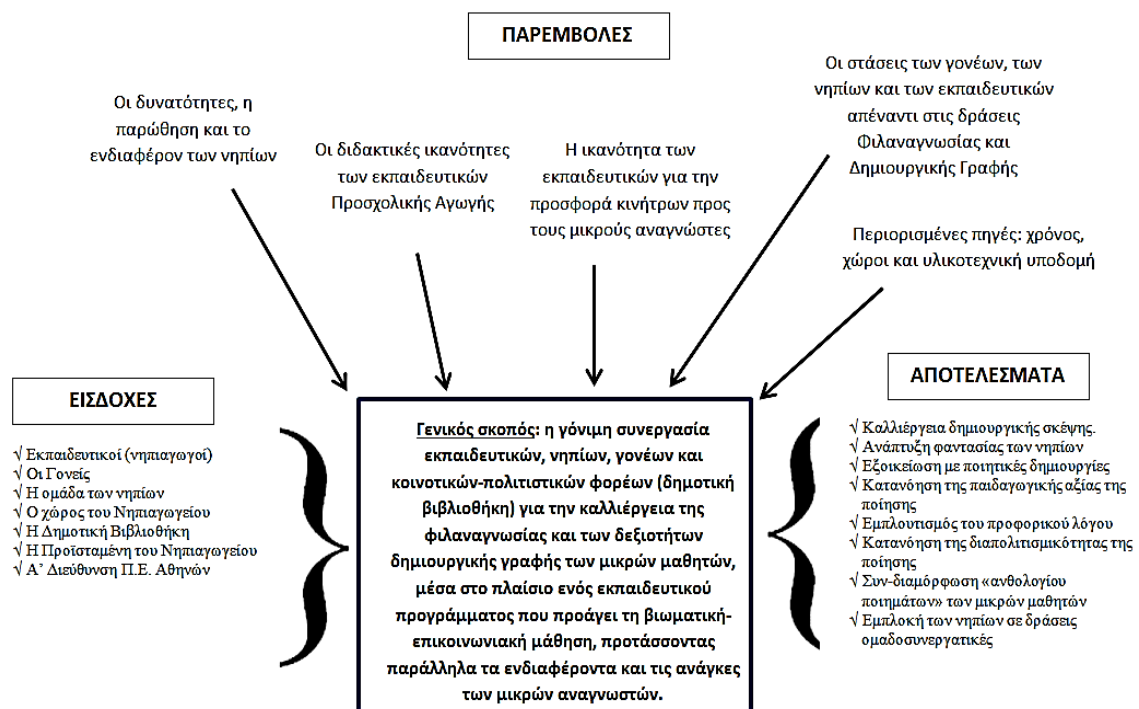 ΠΑΡΕΜΒΟΛΕΣ
Οι δυνατότητες, η
παρώθηση και το
ενδιαφέρον των νηπίων
Οι διδακτικές ικανότητες
των εκπαιδευτικών
Προσχολικής Αγωγής
Η ικανότητα των
εκπαιδευτικών για την
προσφορά κινήτρων προς
τους μικρούς αναγνώστες
Οι στάσεις των γονέων, των
νηπίων και των εκπαιδευτικών
απέναντι στις δράσεις
Φιλαναγνωσίας και
Δημιουργικής Γραφής
Περιορισμένες πηγές: χρόνος,
χώροι και υλικοτεχνική υποδομή
ΕΙΣΔΟΧΕΣ
√ Εκπαιδευτικοί (νηπιαγωγοί)
√ Οι Γονείς
√ Η ομάδα των νηπίων
√ Ο χώρος του Νηπιαγωγείου
√ Η Δημοτική Βιβλιοθήκη
√ Η Προϊσταμένη του Νηπιαγωγείου
√ Α’ Διεύθυνση Π.Ε. Αθηνών
Γενικός σκοπός: η γόνιμη συνεργασία
εκπαιδευτικών, νηπίων, γονέων και
κοινοτικών-πολιτιστικών φορέων (δημοτική
βιβλιοθήκη) για την καλλιέργεια της
φιλαναγνωσίας και των δεξιοτήτων
δημιουργικής γραφής των μικρών μαθητών,
μέσα στο πλαίσιο ενός εκπαιδευτικού
προγράμματος που προάγει τη βιωματική-
επικοινωνιακή μάθηση, προτάσσοντας
παράλληλα τα ενδιαφέροντα και τις ανάγκες
των μικρών αναγνωστών.
ΑΠΟΤΕΛΕΣΜΑΤΑ
√ Καλλιέργεια δημιουργικής σκέψης.
√ Ανάπτυξη φαντασίας των νηπίων
√ Εξοικείωση με ποιητικές δημιουργίες
√ Κατανόηση της παιδαγωγικής αξίας της
ποίησης
√ Εμπλουτισμός του προφορικού λόγου
√ Κατανόηση της διαπολιτισμικότητας της
ποίησης
√ Συν-διαμόρφωση «ανθολογίου
ποιημάτων» των μικρών μαθητών
√ Εμπλοκή των νηπίων σε δράσεις
ομαδοσυνεργατικές